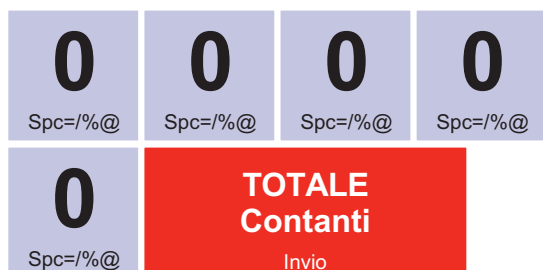 0 0 0 0
Spc=/%@ Spc=/%@ Spc=/%@ Spc=/%@
0 TOTALE
Contanti
Spc=/%@ Invio